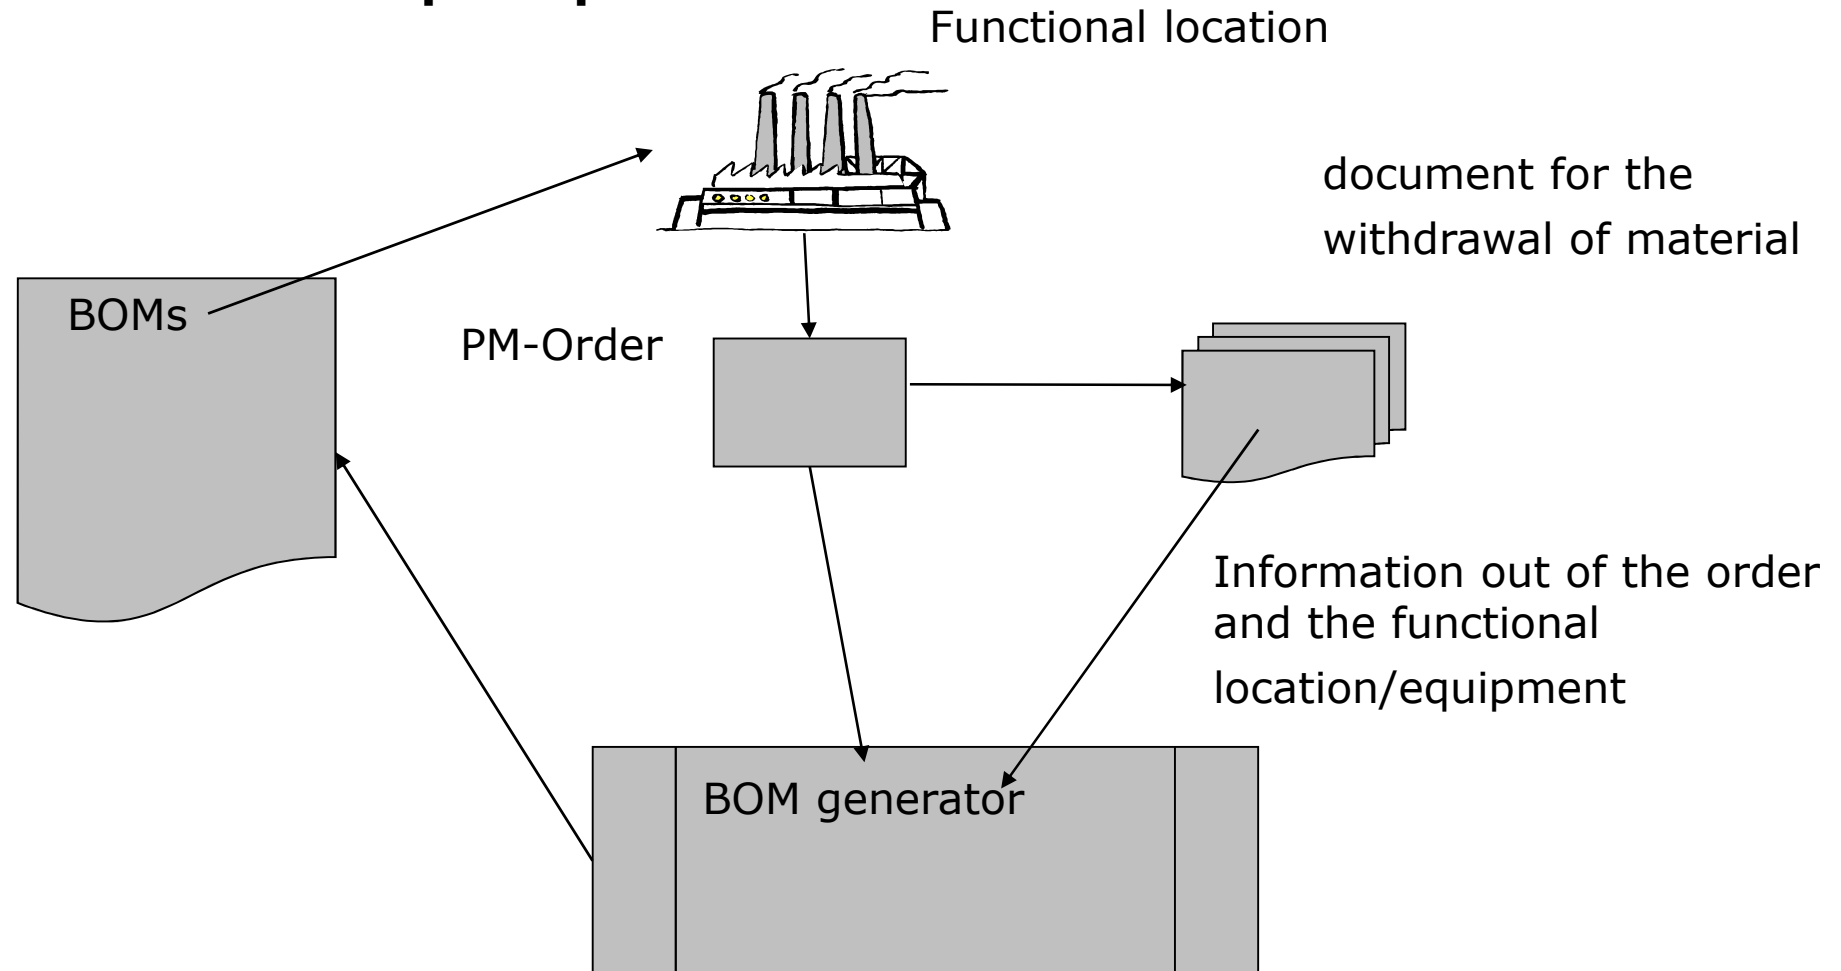 Functional location
document for the
withdrawal of material
BOMs
PM-Order
Information out of the order
and the functional
location/equipment
BOM generator